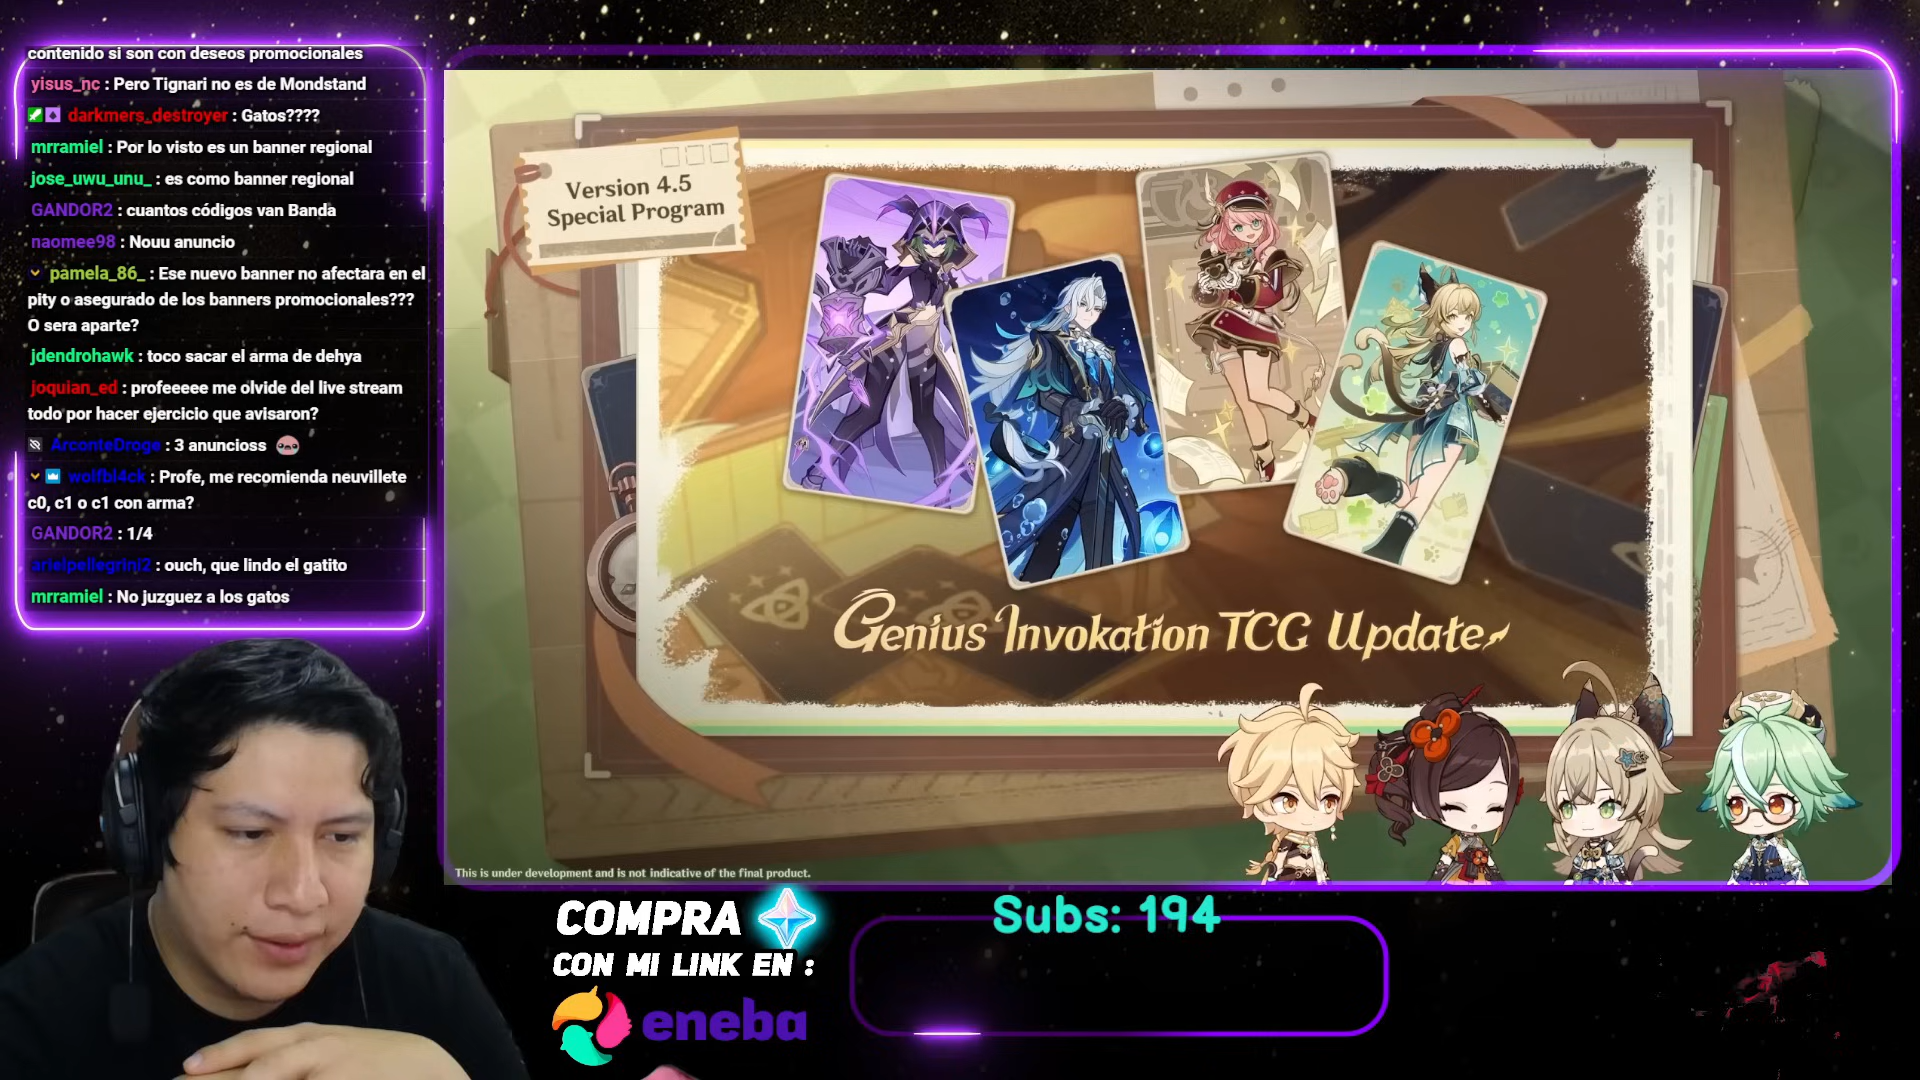 contenido si son con deseos promocionales
yisus_nc : Pero Tignari no es de Mondstand
darkmers_destroyer : Gatos????
mrramiel : Por lo visto es un banner regional
jose_uwu_unu_ : es como banner regional
GANDOR2 : cuantos códigos van Banda
naomee98 : Nouu anuncio
pamela_86_ : Ese nuevo banner no afectara en el
pity o asegurado de los banners promocionales???
O sera aparte?
jdendrohawk : toco sacar el arma de dehya
joquian_ed : profeeeee me olvide del live stream
todo por hacer ejercicio que avisaron?
ArconteDroge : 3 anuncioss
wolfbl4ck : Profe, me recomienda neuvillete
c0, c1 o c1 con arma?
GANDOR2 : 1/4
arielpellegrini2 : ouch, que lindo el gatito
mrramiel : No juzguez a los gatos
Version 4.5
Special Program
Genius Invokation TCG Update
This is under development and is not indicative of the final product.
COMPRA
CON MI LINK EN :
eneba
Subs: 194